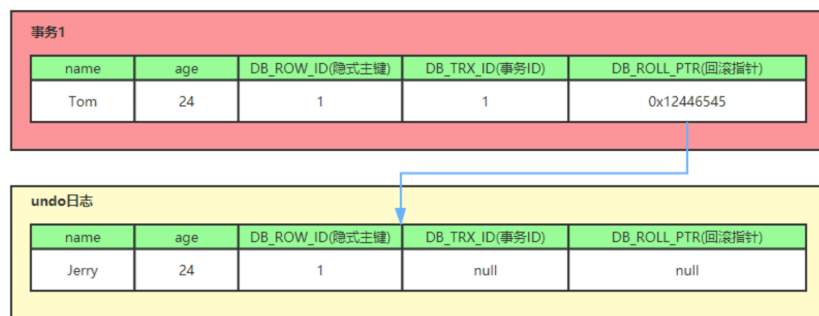 事务1
name age DB_ROW_ID(隐式主键) DB_TRX_ID(事务ID) DB_ROLL_PTR(回滚指针)
Tom 24 1 1 0x12446545
undo日志
name age DB_ROW_ID(隐式主键) DB_TRX_ID(事务ID) DB_ROLL_PTR(回滚指针)
Jerry 24 1 null null